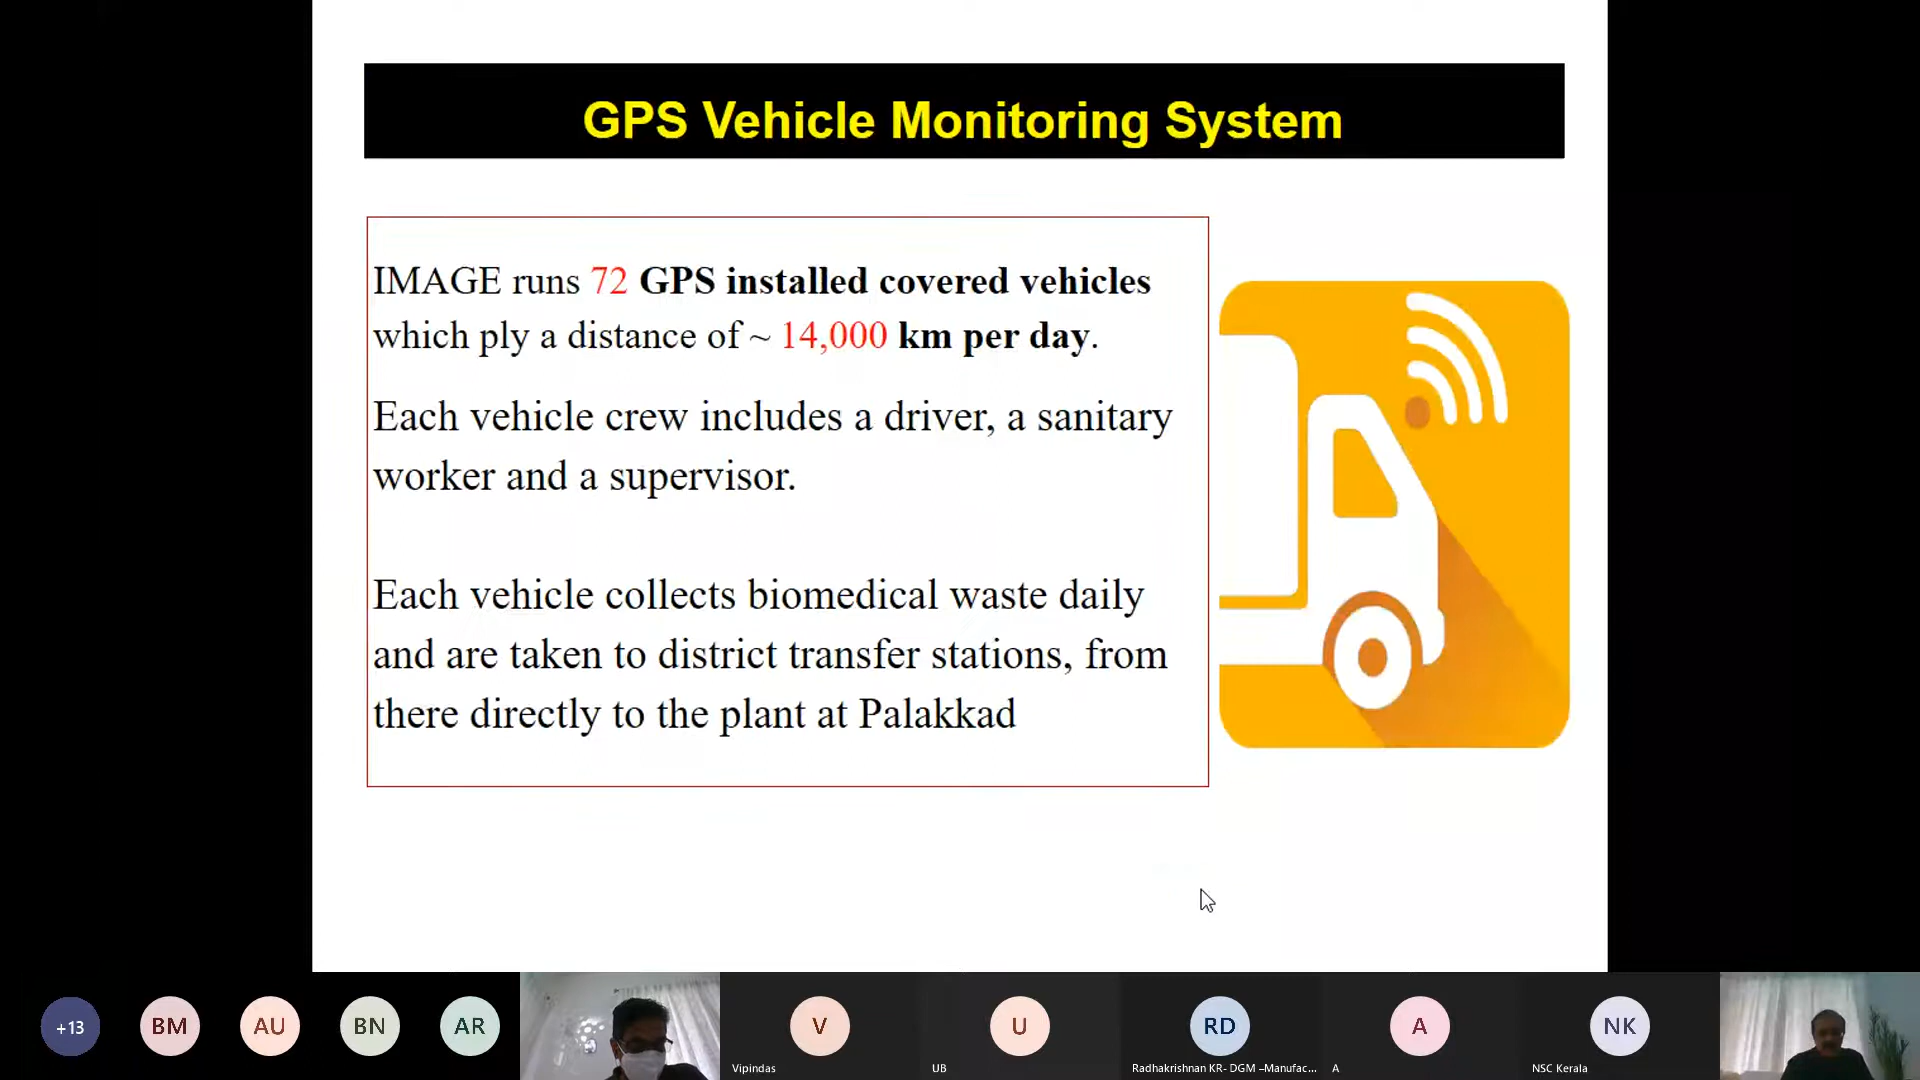 GPS Vehicle Monitoring System
IMAGE runs 72 GPS installed covered vehicles
which ply a distance of ~ 14,000 km per day.
Each vehicle crew includes a driver, a sanitary
worker and a supervisor.
Each vehicle collects biomedical waste daily
and are taken to district transfer stations, from
there directly to the plant at Palakkad
+13
BM
AU
BN
AR
V
Vipindas
U
UB
RD
Radhakrishnan KR- DGM –Manufac...
A
A
NK
NSC Kerala